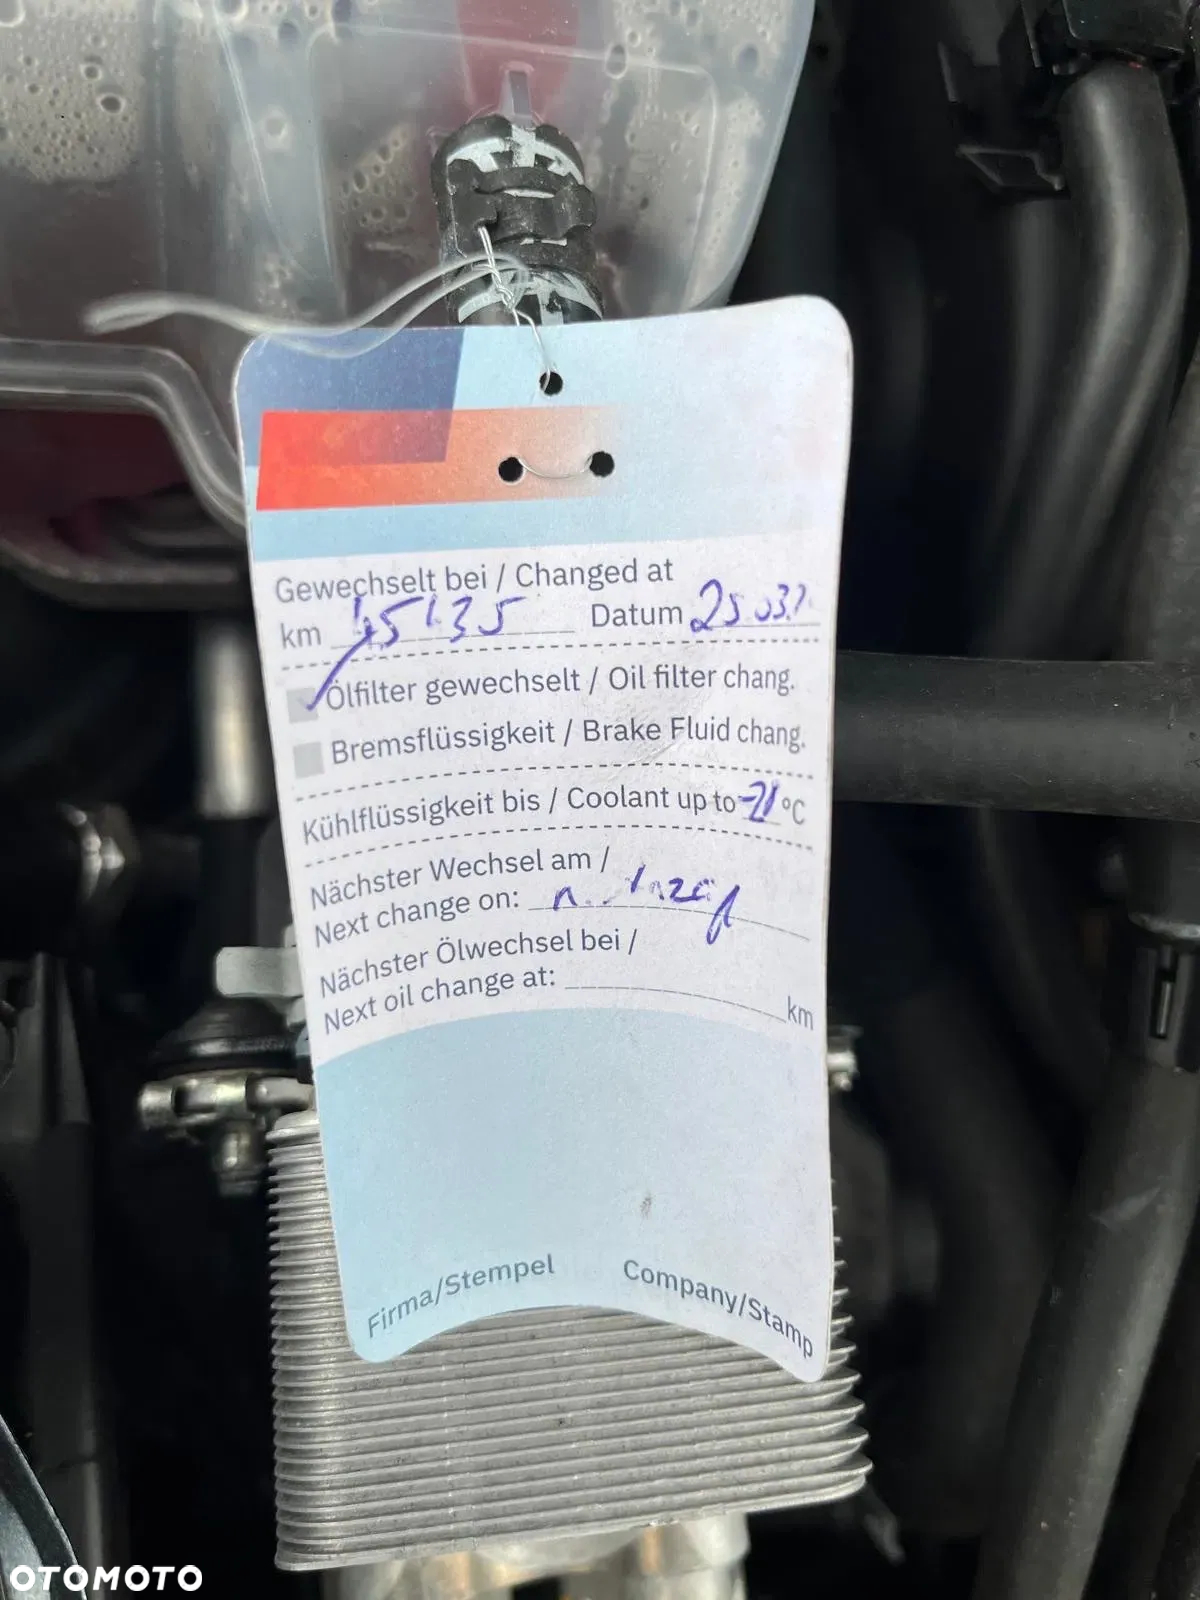 Gewechselt bei / Changed at
km 45135 Datum 25.03.
Ölfilter gewechselt / Oil filter chang.
Bremsflüssigkeit / Brake Fluid chang.
Kühlflüssigkeit bis / Coolant up to °C
Nächster Wechsel am /
Next change on:
Nächster Ölwechsel bei /
Next oil change at: km
Firma/Stempel Company/Stamp
OTOMOTO